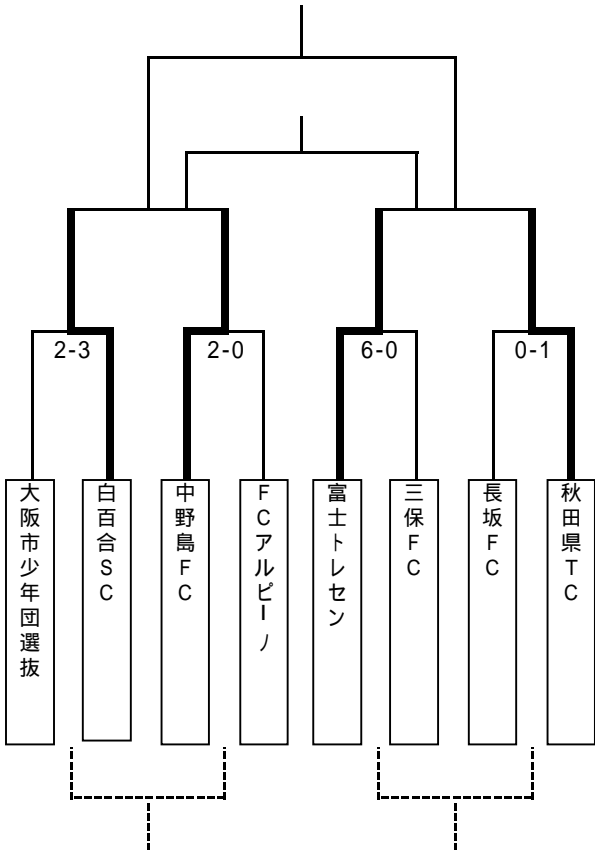 2-3
2-0
6-0
0-1
大阪市少年団選抜
白百合SC
中野島FC
FCアルピーノ
富士トレセン
三保FC
長坂FC
秋田県TC